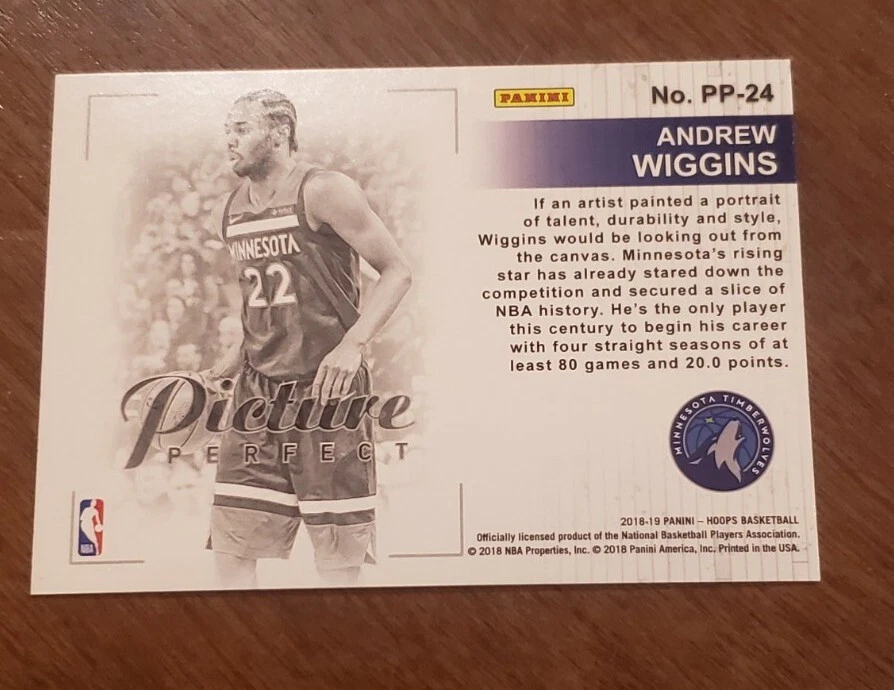 PANINI
No. PP-24
ANDREW
WIGGINS
If an artist painted a portrait
of talent, durability and style,
Wiggins would be looking out from
the canvas. Minnesota's rising
star has already stared down the
competition and secured a slice of
NBA history. He's the only player
this century to begin his career
with four straight seasons of at
least 80 games and 20.0 points.
MINNESOTA
22
Picture
PERFECT
MINNESOTA TIMBERWOLVES
NBA
2018-19 PANINI – HOOPS BASKETBALL
Officially licensed product of the National Basketball Players Association.
© 2018 NBA Properties, Inc. © 2018 Panini America, Inc. Printed in the USA.